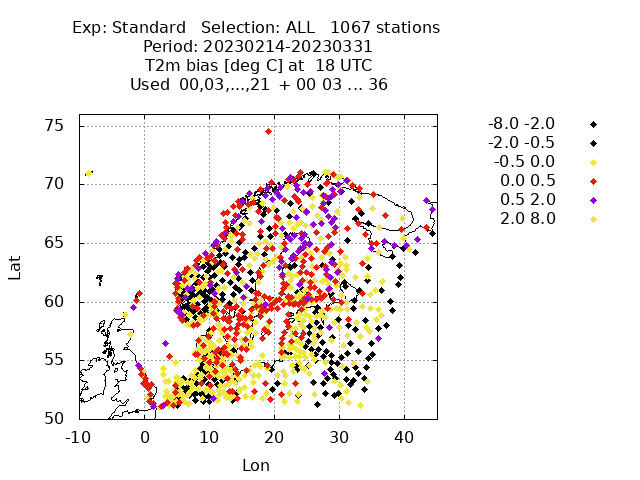 Exp: Standard   Selection: ALL   1067 stations
Period: 20230214-20230331
T2m bias [deg C] at  18 UTC
Used  00,03,...,21  + 00 03 ... 36
-8.0 -2.0
-2.0 -0.5
-0.5 0.0
0.0 0.5
0.5 2.0
2.0 8.0
75
70
65
60
55
50
Lat
-10 0 10 20 30 40
Lon